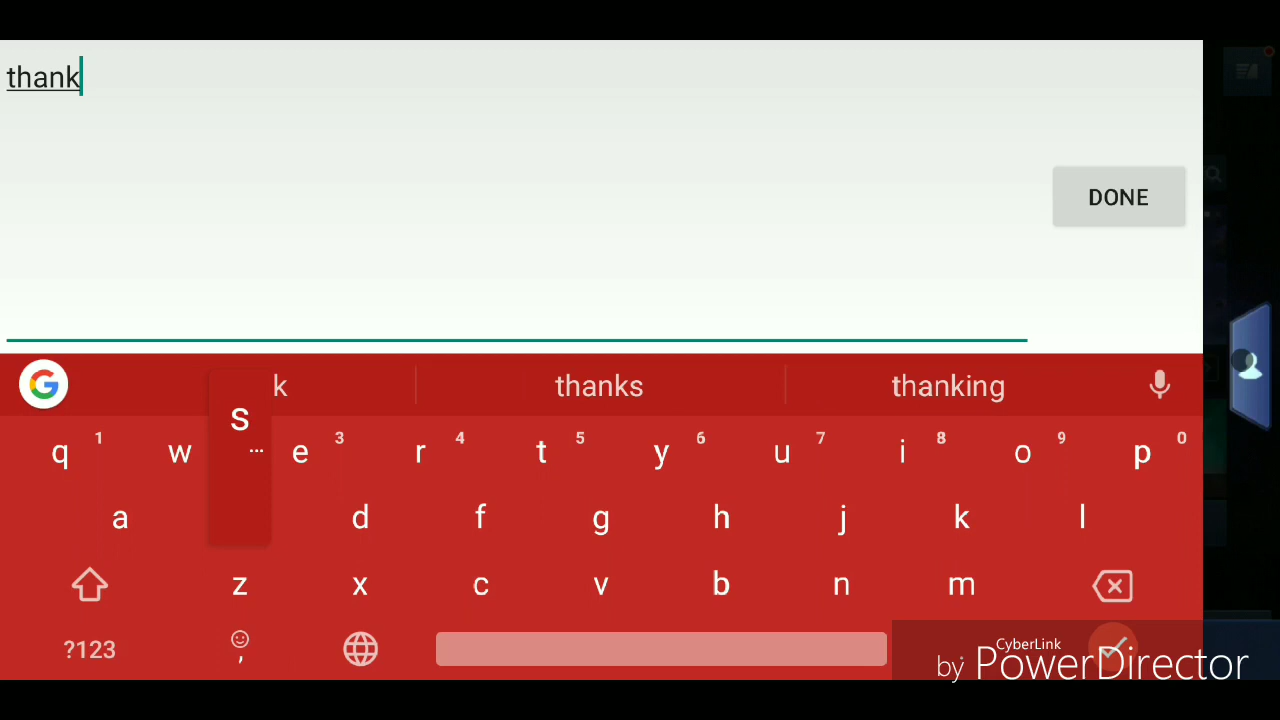 thank
DONE
k thanks thanking
S
...
q 1 w e 3 r 4 t 5 y 6 u 7 i 8 o 9 p 0
a d f g h j k l
z x c v b n m
?123 ,
CyberLink
by PowerDirector